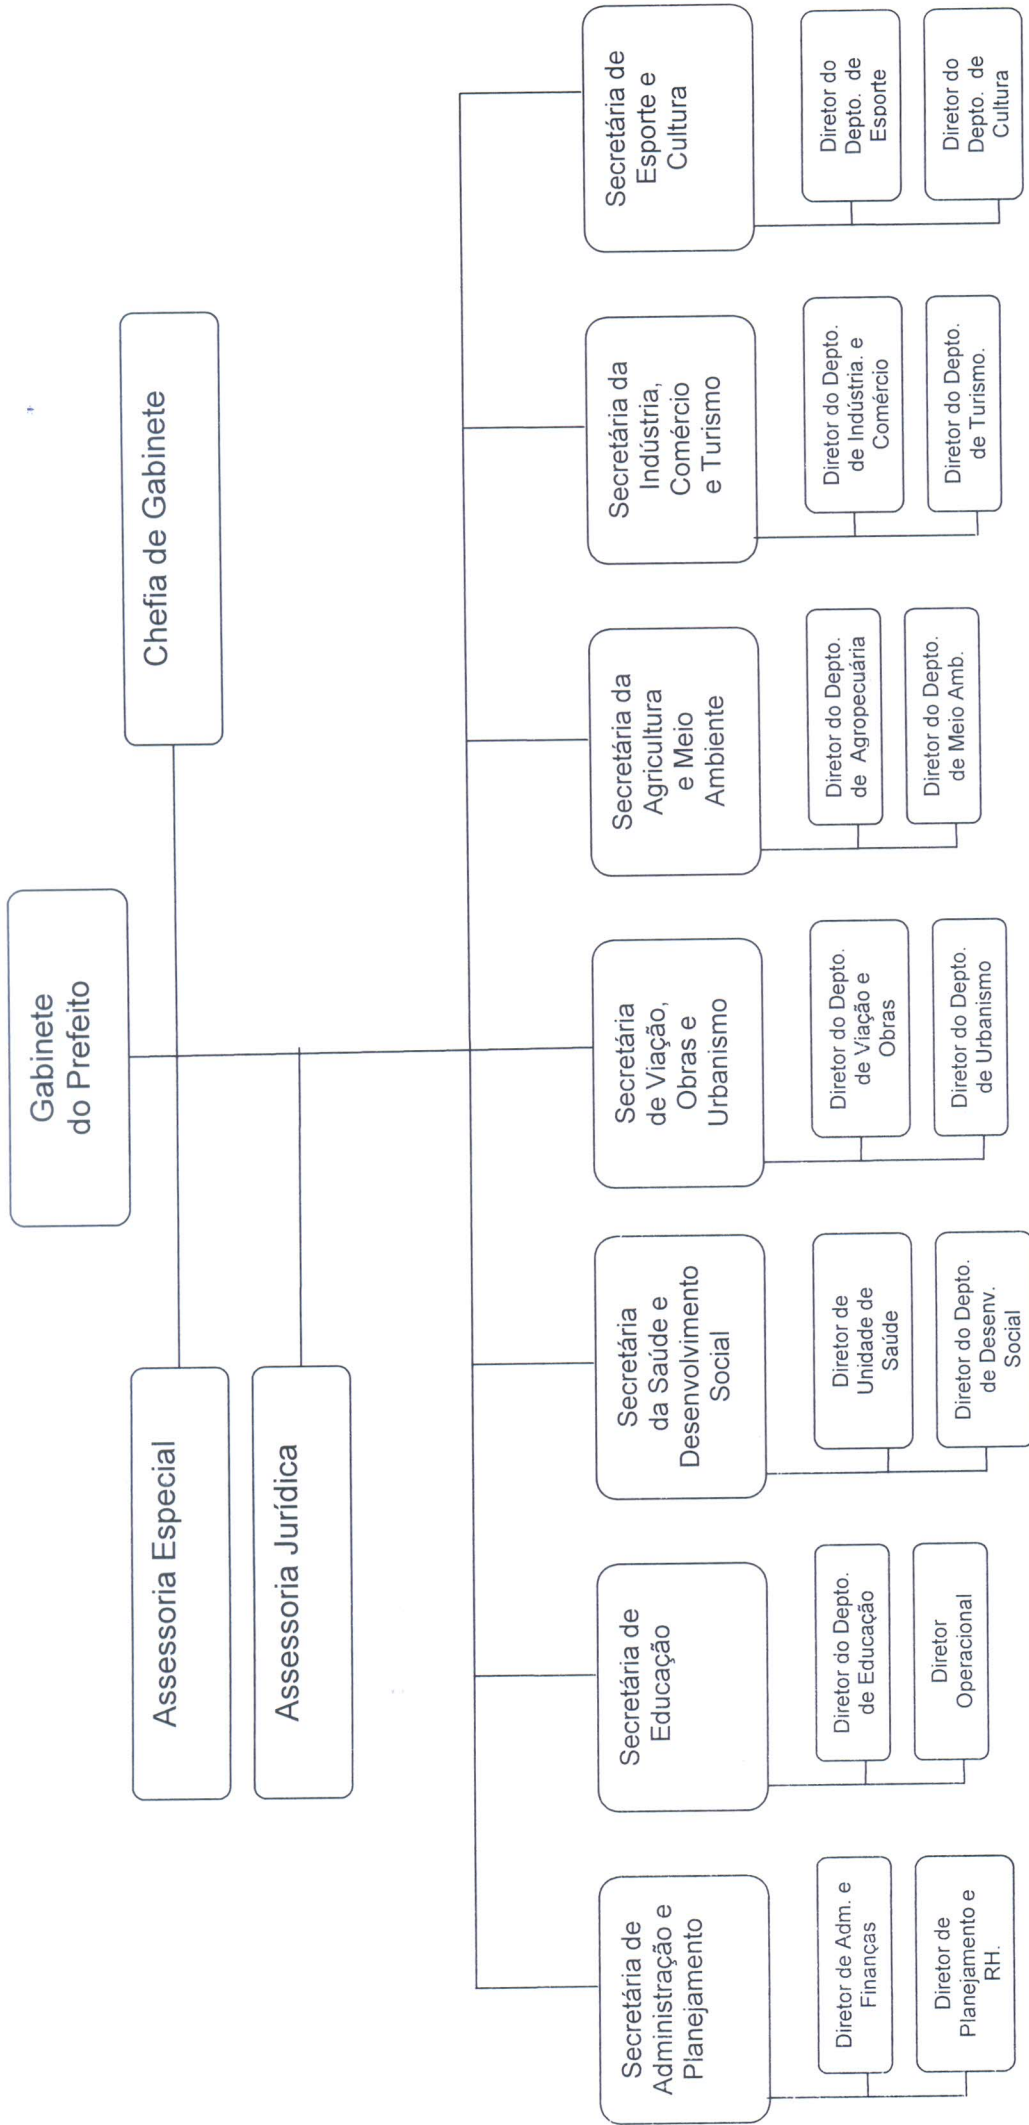 Gabinete
do Prefeito
Assessoria Especial
Chefia de Gabinete
Assessoria Jurídica
Secretária de
Administração e
Planejamento
Diretor de Adm. e
Finanças
Diretor de
Planejamento e
RH.
Secretária de
Educação
Diretor do Depto.
de Educação
Diretor
Operacional
Secretária
da Saúde e
Desenvolvimento
Social
Diretor de
Unidade de
Saúde
Diretor do Depto.
de Desenv.
Social
Secretária
de Viação,
Obras e
Urbanismo
Diretor do Depto.
de Viação e
Obras
Diretor do Depto.
de Urbanismo
Secretária da
Agricultura
e Meio
Ambiente
Diretor do Depto.
de Agropecuária
Diretor do Depto.
de Meio Amb.
Secretária da
Indústria,
Comércio
e Turismo
Diretor do Depto.
de Indústria. e
Comércio
Diretor do Depto.
de Turismo.
Secretária de
Esporte e
Cultura
Diretor do
Depto. de
Esporte
Diretor do
Depto. de
Cultura